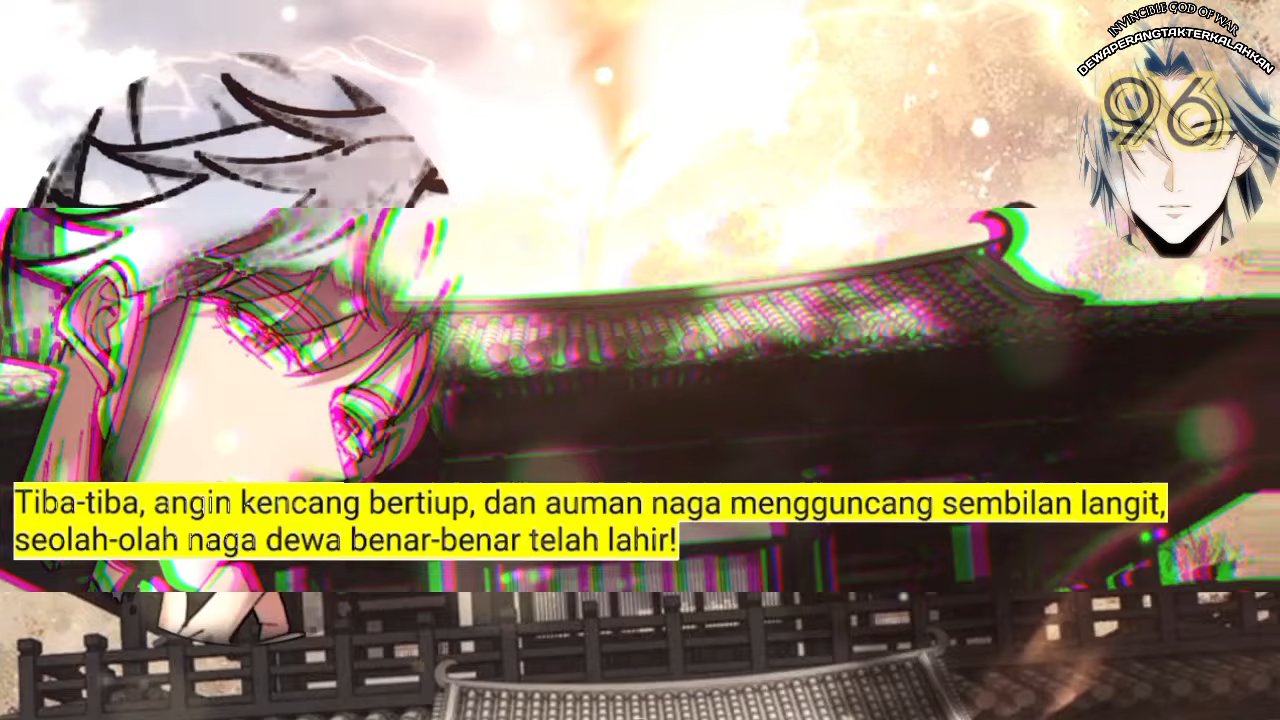 INVINCIBLE GOD OF WAR
DEWAPERANGTAKTERKALAHKAN
96
Tiba-tiba, angin kencang bertiup, dan auman naga mengguncang sembilan langit,
seolah-olah naga dewa benar-benar telah lahir!